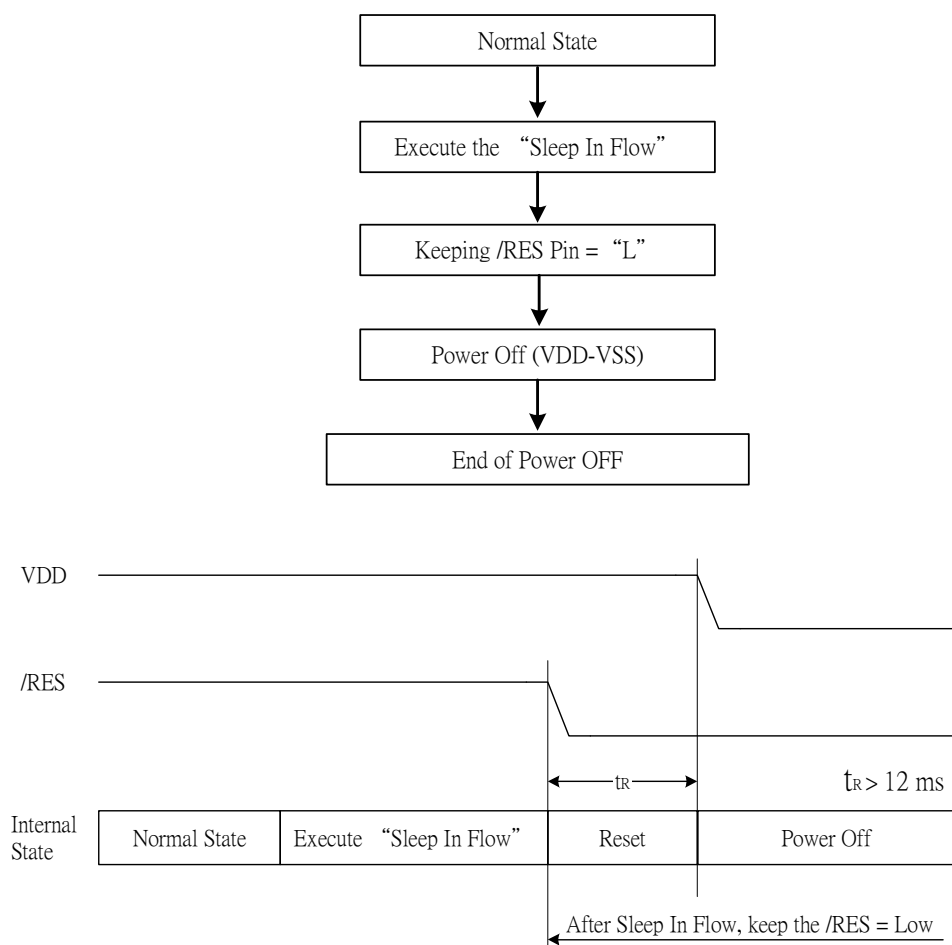 Normal State
Execute the “Sleep In Flow”
Keeping /RES Pin = “L”
Power Off (VDD-VSS)
End of Power OFF
VDD
/RES
tR
tR > 12 ms
Internal
State
Normal State
Execute “Sleep In Flow”
Reset
Power Off
After Sleep In Flow, keep the /RES = Low